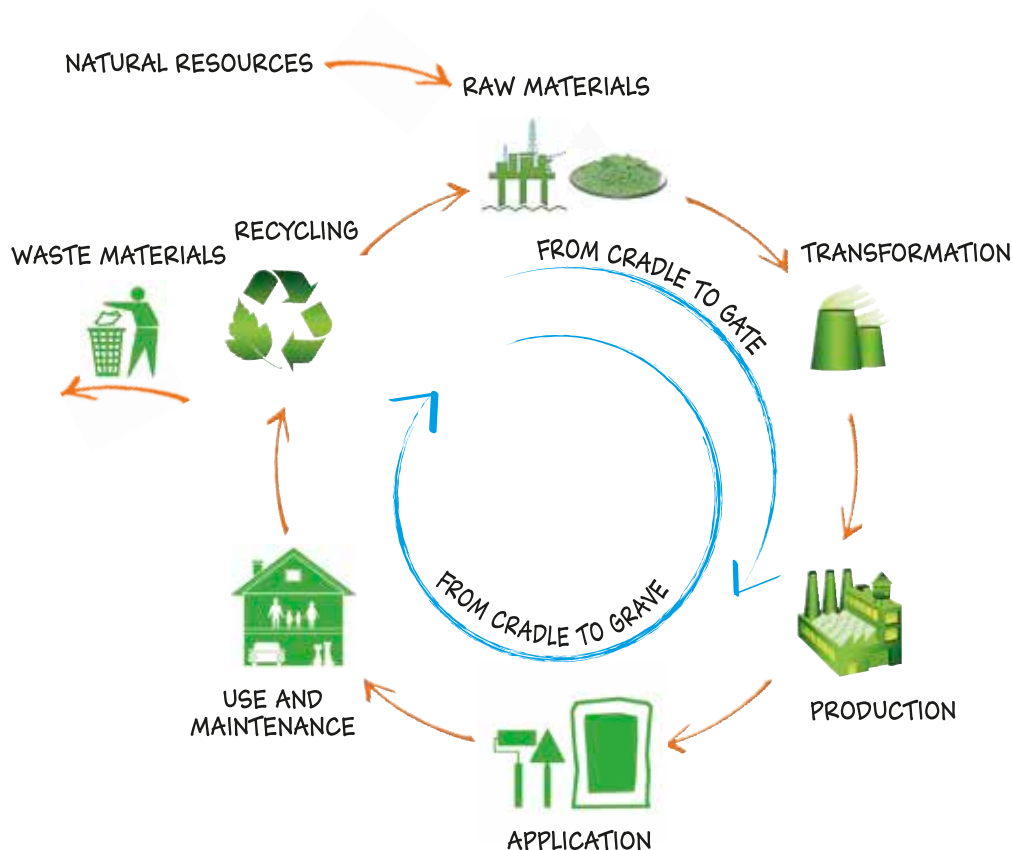 NATURAL RESOURCES
RAW MATERIALS
RECYCLING
WASTE MATERIALS
TRANSFORMATION
FROM CRADLE TO GATE
FROM CRADLE TO GRAVE
USE AND
MAINTENANCE
PRODUCTION
APPLICATION